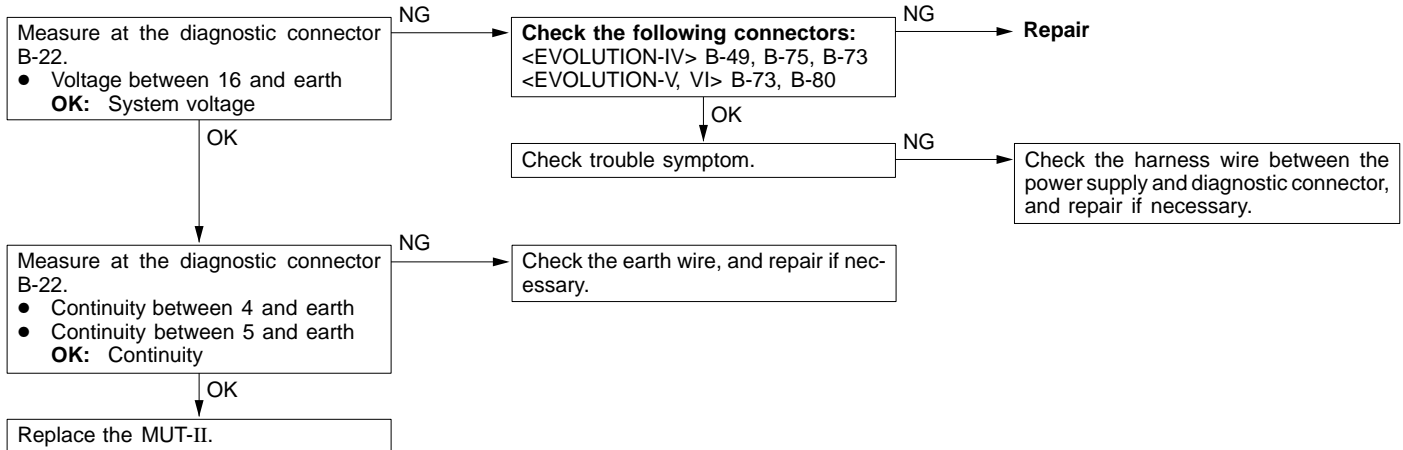 Measure at the diagnostic connector
B-22.
● Voltage between 16 and earth
OK: System voltage
NG
Check the following connectors:
<EVOLUTION-IV> B-49, B-75, B-73
<EVOLUTION-V, VI> B-73, B-80
NG
Repair
OK
OK
Check trouble symptom.
NG
Check the harness wire between the
power supply and diagnostic connector,
and repair if necessary.
Measure at the diagnostic connector
B-22.
● Continuity between 4 and earth
● Continuity between 5 and earth
OK: Continuity
NG
Check the earth wire, and repair if nec-
essary.
OK
Replace the MUT-II.